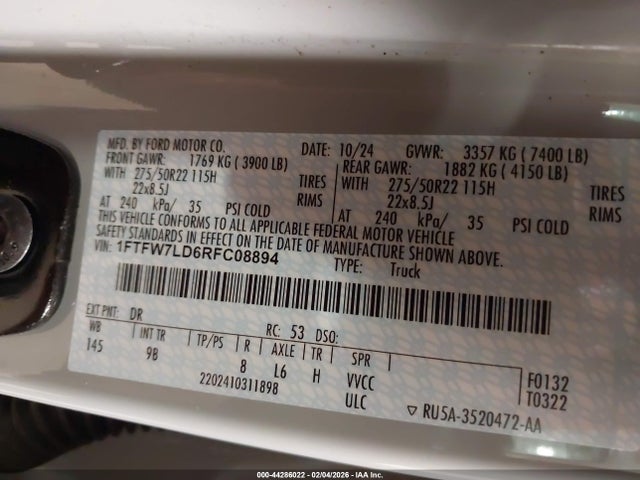 MFD. BY FORD MOTOR CO.
DATE: 10/24 GVWR: 3357 KG ( 7400 LB)
FRONT GAWR: 1769 KG ( 3900 LB) REAR GAWR: 1882 KG ( 4150 LB)
WITH 275/50R22 115H TIRES WITH 275/50R22 115H TIRES
22x8.5J RIMS 22x8.5J RIMS
AT 240 kPa/ 35 PSI COLD AT 240 kPa/ 35 PSI COLD
THIS VEHICLE CONFORMS TO ALL APPLICABLE FEDERAL MOTOR VEHICLE
SAFETY STANDARDS IN EFFECT ON THE DATE OF MANUFACTURE SHOWN ABOVE.
VIN: 1FTFW7LD6RFC08894 TYPE: Truck
EXT PNT: DR RC: 53 DSO:
WB INT TR TP/PS R AXLE TR SPR
145 9B 8 L6 H VVCC F0132
2202410311898 ULC T0322
▽ RU5A-3520472-AA
000-44286022 - 02/04/2026 - IAA Inc.